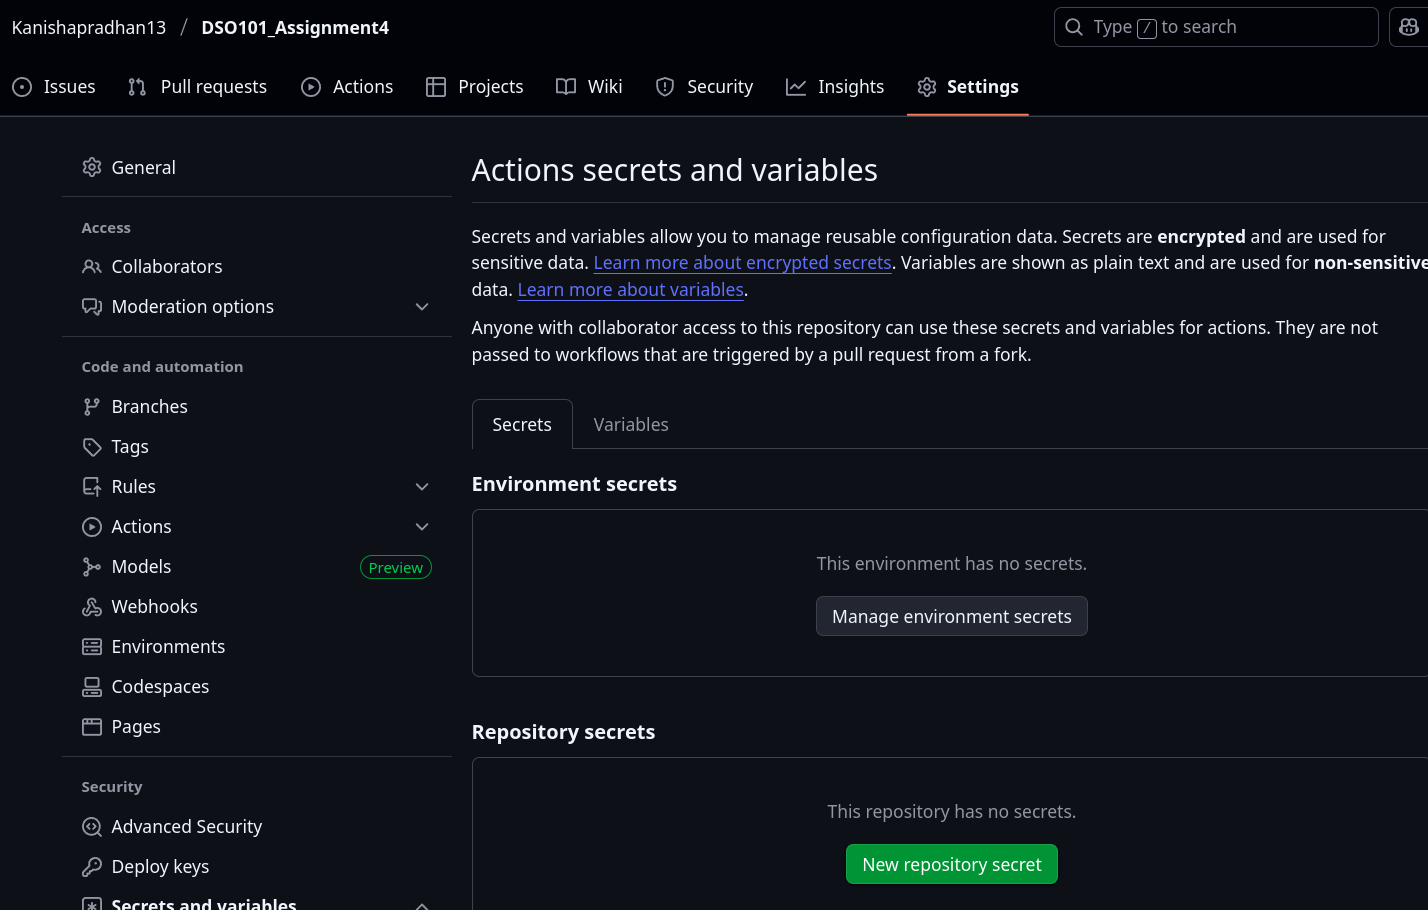 Kanishapradhan13 / DSO101_Assignment4
Type / to search
Issues Pull requests Actions Projects Wiki Security Insights Settings
General
Access
Collaborators
Moderation options
Code and automation
Branches
Tags
Rules
Actions
Models Preview
Webhooks
Environments
Codespaces
Pages
Security
Advanced Security
Deploy keys
Secrets and variables
Actions secrets and variables
Secrets and variables allow you to manage reusable configuration data. Secrets are encrypted and are used for
sensitive data. Learn more about encrypted secrets. Variables are shown as plain text and are used for non-sensitive
data. Learn more about variables.
Anyone with collaborator access to this repository can use these secrets and variables for actions. They are not
passed to workflows that are triggered by a pull request from a fork.
Secrets Variables
Environment secrets
This environment has no secrets.
Manage environment secrets
Repository secrets
This repository has no secrets.
New repository secret